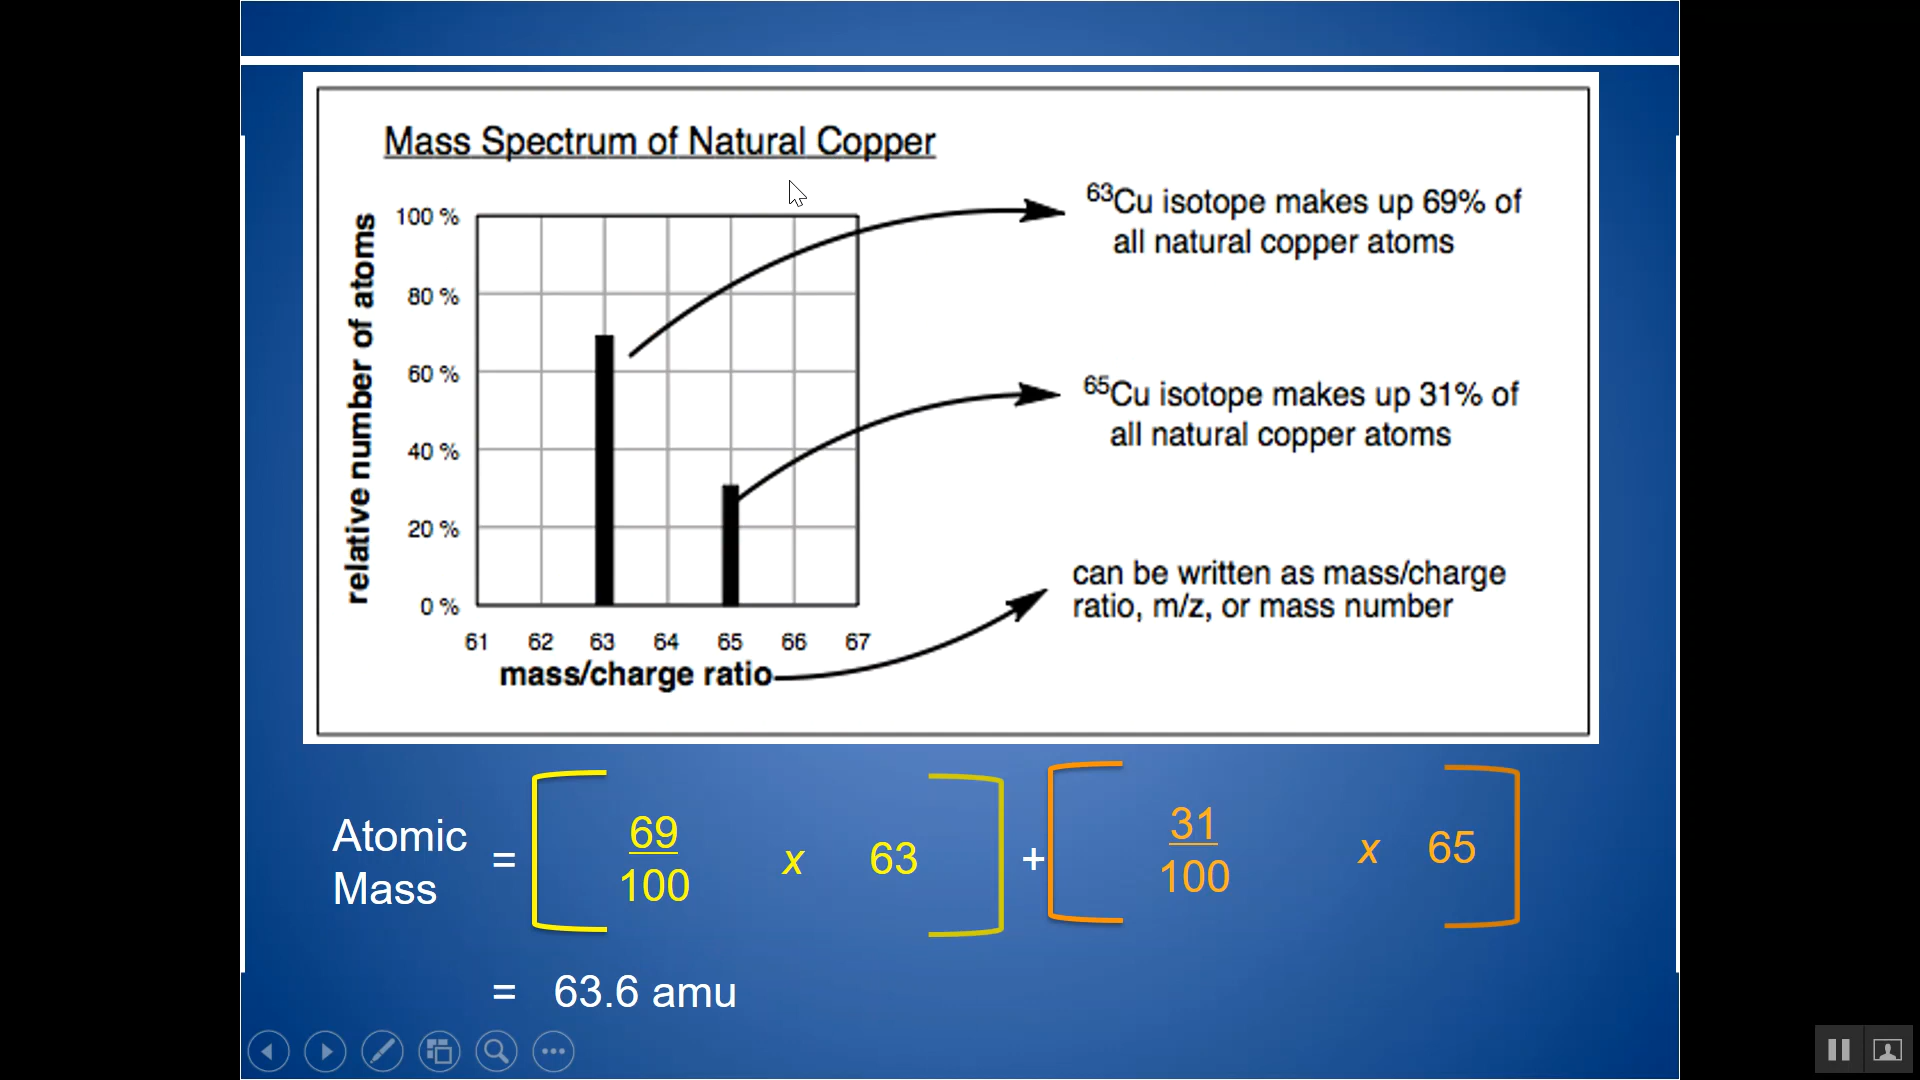 Mass Spectrum of Natural Copper
relative number of atoms
100 %
80 %
60 %
40 %
20 %
0 %
61 62 63 64 65 66 67
mass/charge ratio
⁶³Cu isotope makes up 69% of
all natural copper atoms
⁶⁵Cu isotope makes up 31% of
all natural copper atoms
can be written as mass/charge
ratio, m/z, or mass number
Atomic
Mass
=
69
100
x 63
+
31
100
x 65
= 63.6 amu